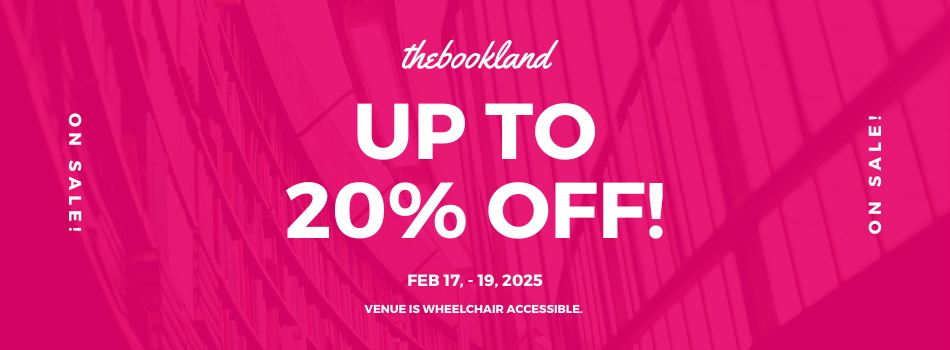 thebookland
UP TO
20% OFF!
ON SALE!
ON SALE!
FEB 17, - 19, 2025
VENUE IS WHEELCHAIR ACCESSIBLE.